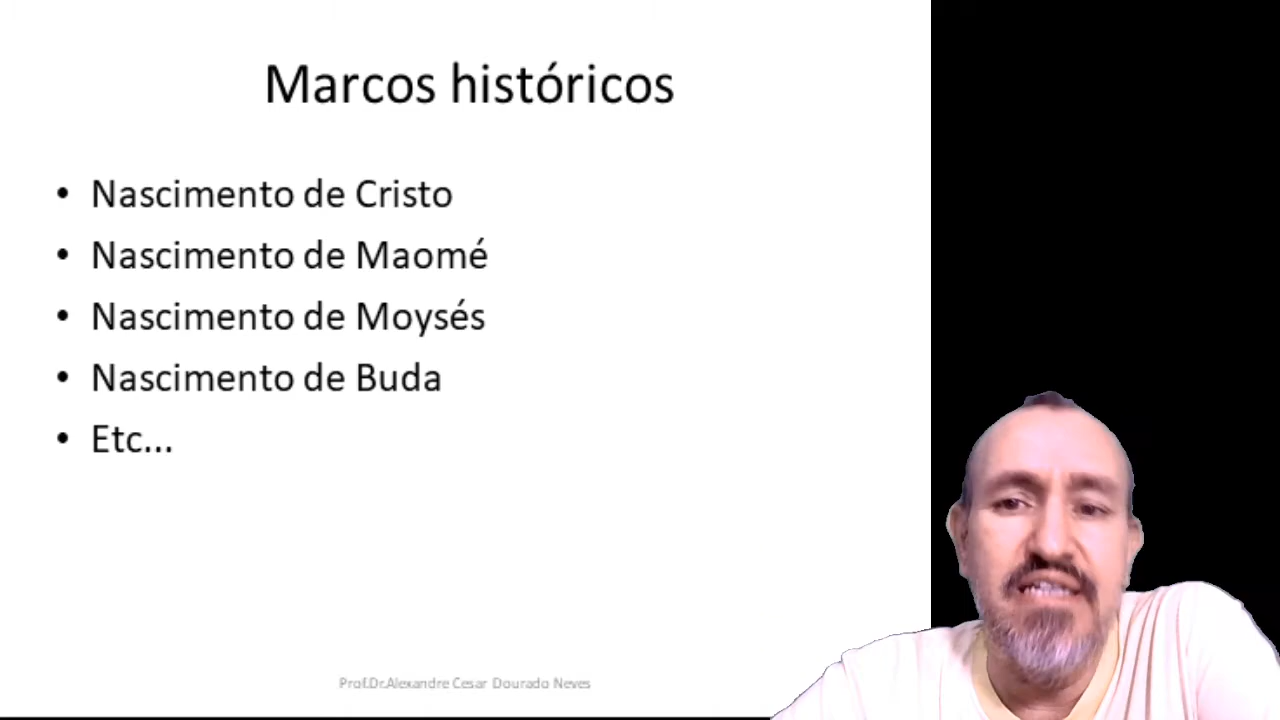 Marcos históricos
• Nascimento de Cristo
• Nascimento de Maomé
• Nascimento de Moysés
• Nascimento de Buda
• Etc...
Prof.Dr.Alexandre Cesar Dourado Neves